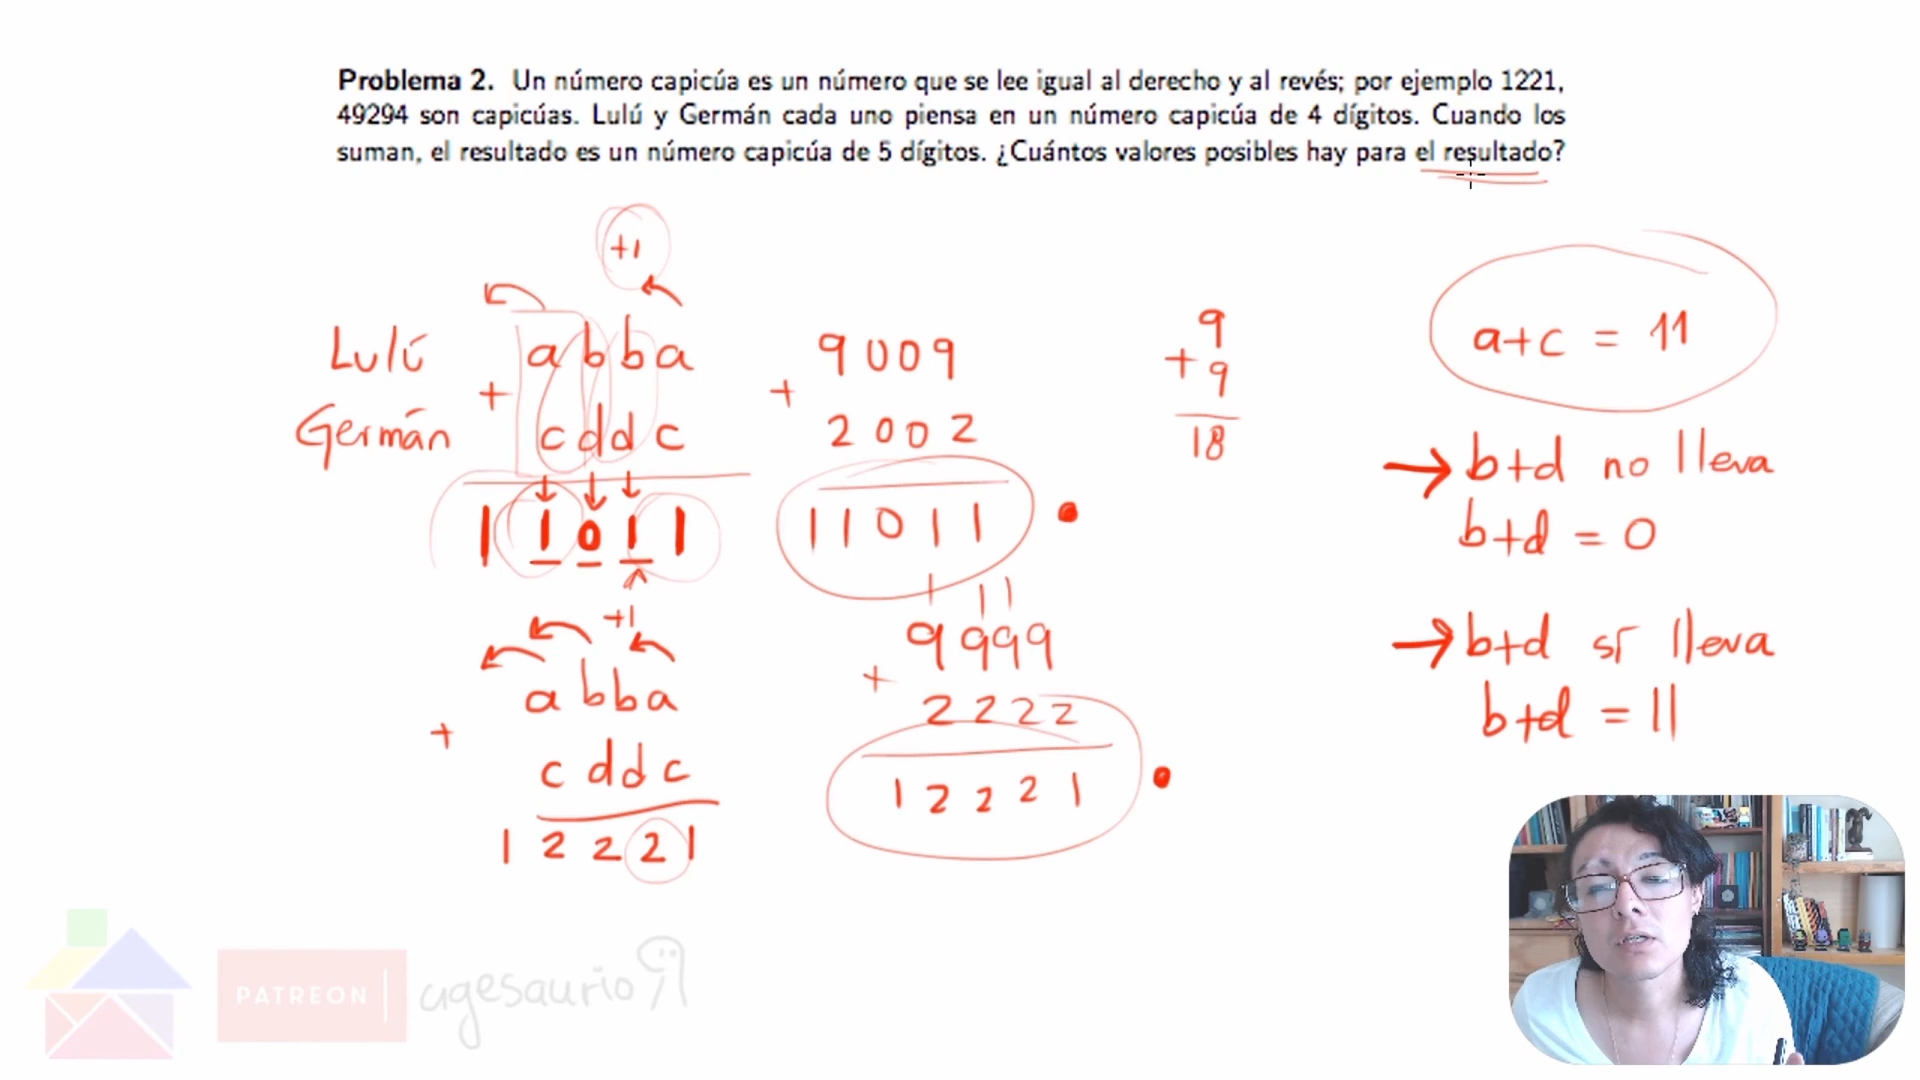 Problema 2. Un número capicúa es un número que se lee igual al derecho y al revés; por ejemplo 1221,
49294 son capicúas. Lulú y Germán cada uno piensa en un número capicúa de 4 dígitos. Cuando los
suman, el resultado es un número capicúa de 5 dígitos. ¿Cuántos valores posibles hay para el resultado?
+1
Lulú abba
+
Germán cddc
11011
9009
+
2002
11011
9
+9
18
a+c = 11
→ b+d no lleva
b+d = 0
→ b+d sí lleva
b+d = 11
+1
abba
+
cddc
12221
1 1 1
9999
+
2222
12221
PATREON | agesaurio